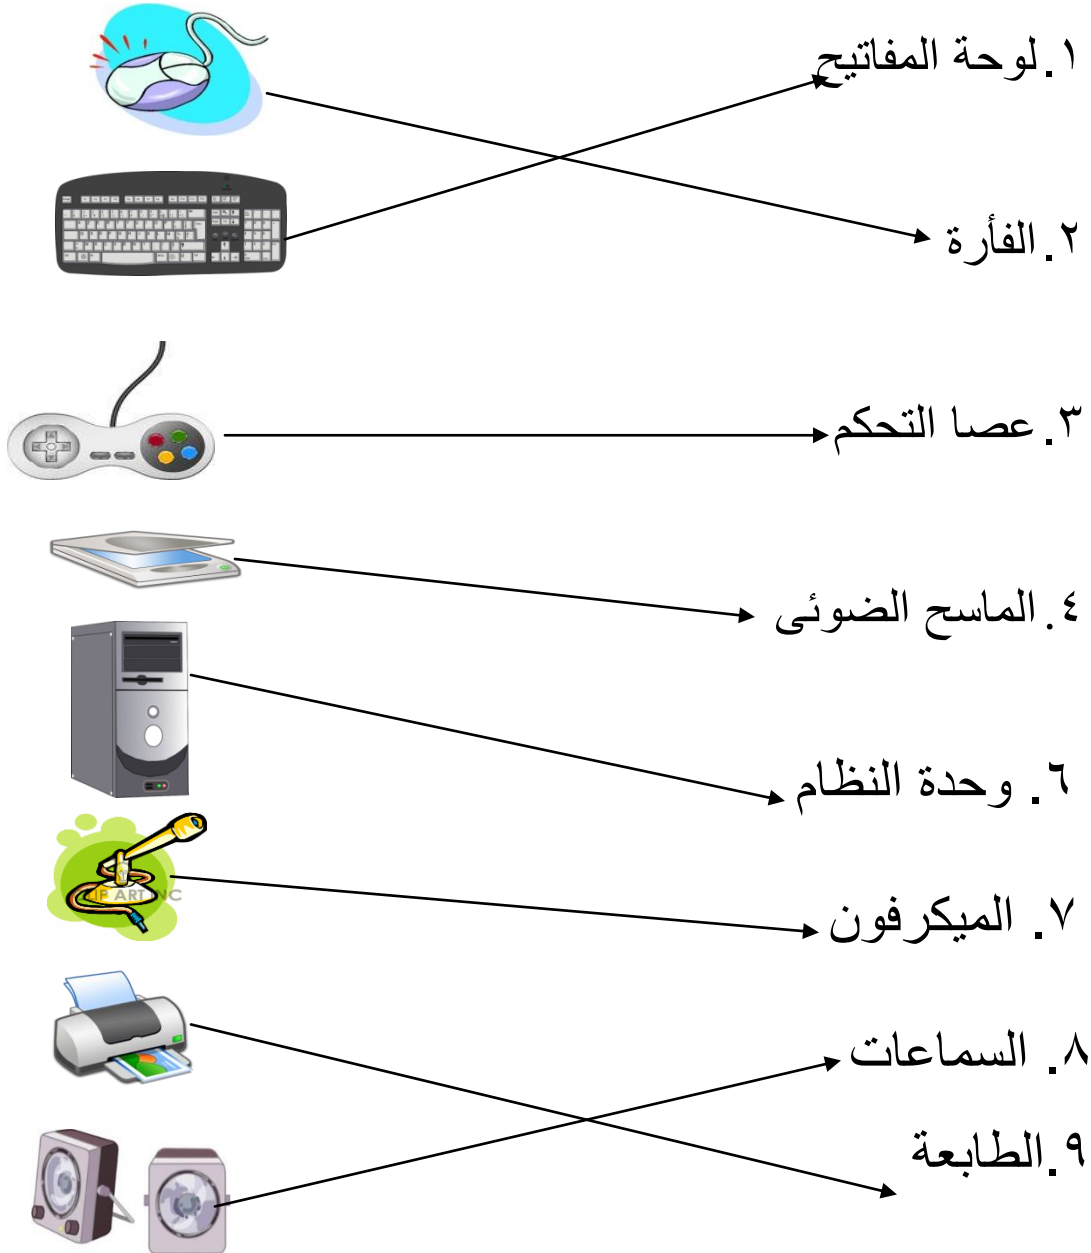 ١.لوحة المفاتيح
٢.الفأرة
٣.عصا التحكم
٤.الماسح الضوئى
٦. وحدة النظام
٧. الميكرفون
٨. السماعات
٩.الطابعة